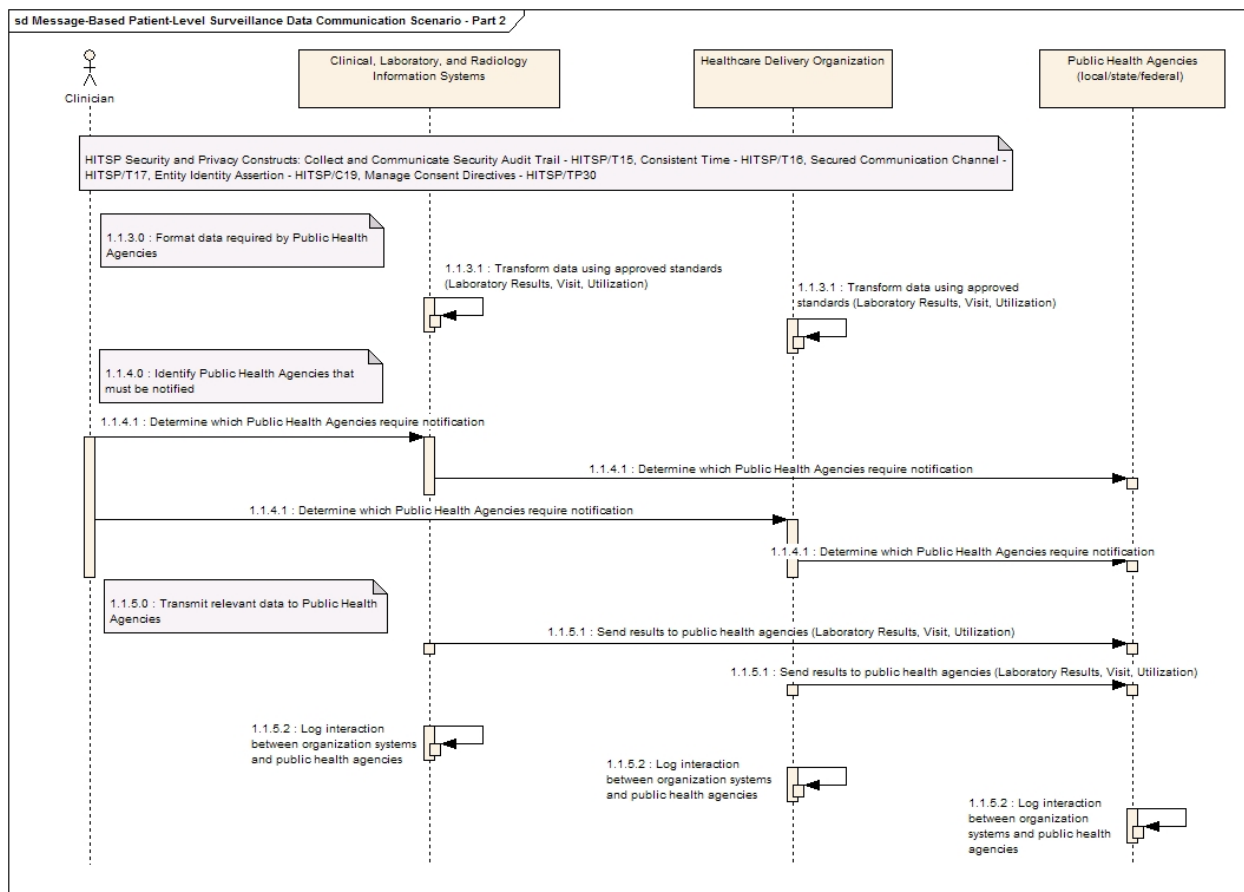 sd Message-Based Patient-Level Surveillance Data Communication Scenario - Part 2
Clinician
Clinical, Laboratory, and Radiology
Information Systems
Healthcare Delivery Organization
Public Health Agencies
(local/state/federal)
HITSP Security and Privacy Constructs: Collect and Communicate Security Audit Trail - HITSP/T15, Consistent Time - HITSP/T16, Secured Communication Channel -
HITSP/T17, Entity Identity Assertion - HITSP/C19, Manage Consent Directives - HITSP/TP30
1.1.3.0 : Format data required by Public Health
Agencies
1.1.3.1 : Transform data using approved standards
(Laboratory Results, Visit, Utilization)
1.1.3.1 : Transform data using approved
standards (Laboratory Results, Visit, Utilization)
1.1.4.0 : Identify Public Health Agencies that
must be notified
1.1.4.1 : Determine which Public Health Agencies require notification
1.1.4.1 : Determine which Public Health Agencies require notification
1.1.4.1 : Determine which Public Health Agencies require notification
1.1.4.1 : Determine which Public Health Agencies require notification
1.1.5.0 : Transmit relevant data to Public Health
Agencies
1.1.5.1 : Send results to public health agencies (Laboratory Results, Visit, Utilization)
1.1.5.1 : Send results to public health agencies (Laboratory Results, Visit, Utilization)
1.1.5.2 : Log interaction
between organization systems
and public health agencies
1.1.5.2 : Log interaction
between organization systems
and public health agencies
1.1.5.2 : Log interaction
between organization
systems and public health
agencies